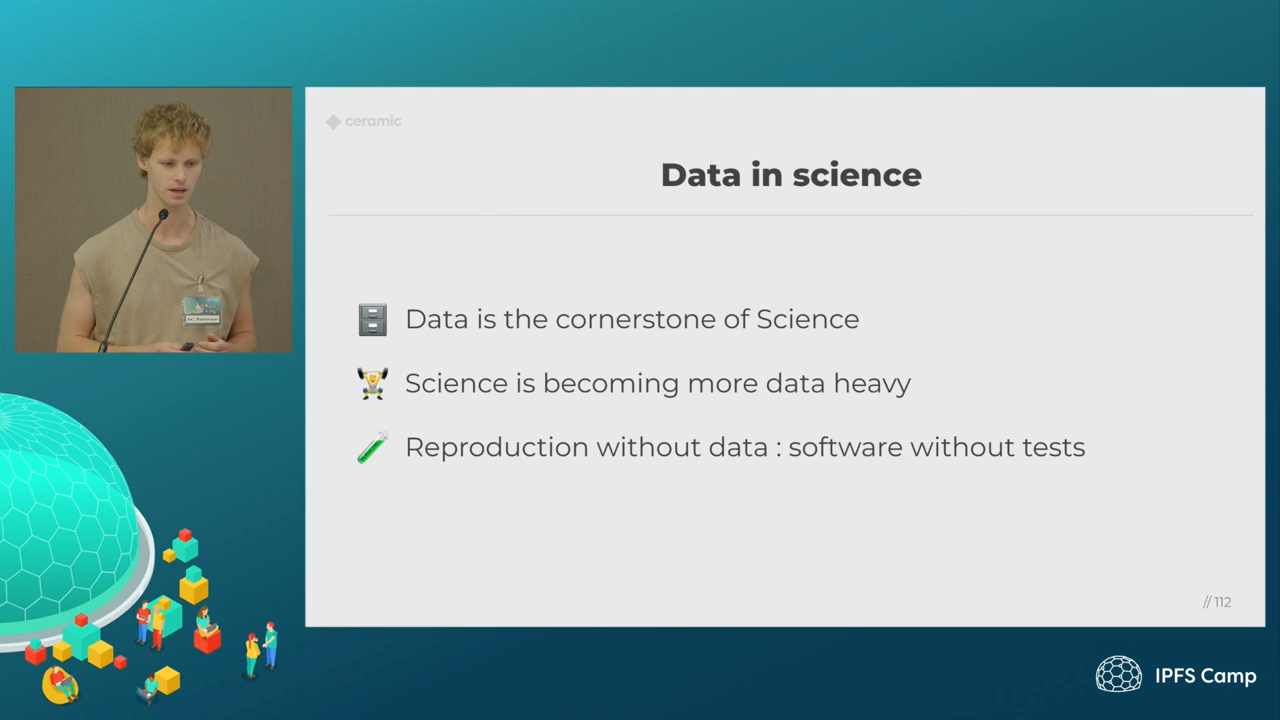 ceramic
Data in science
Data is the cornerstone of Science
Science is becoming more data heavy
Reproduction without data : software without tests
// 112
IPFS Camp